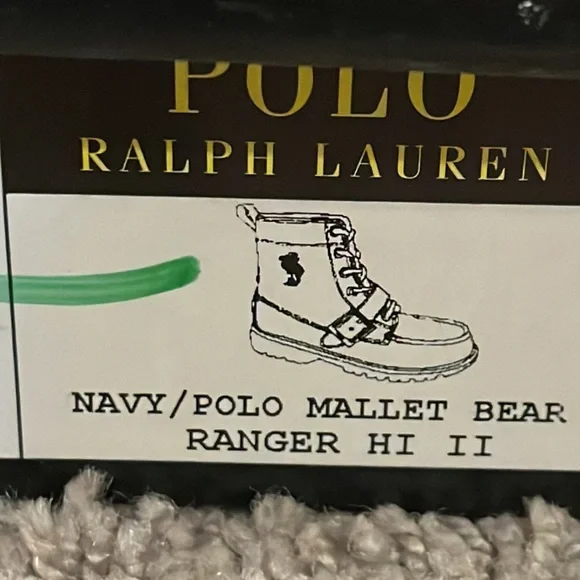 POLO
RALPH LAUREN
NAVY/POLO MALLET BEAR
RANGER HI II